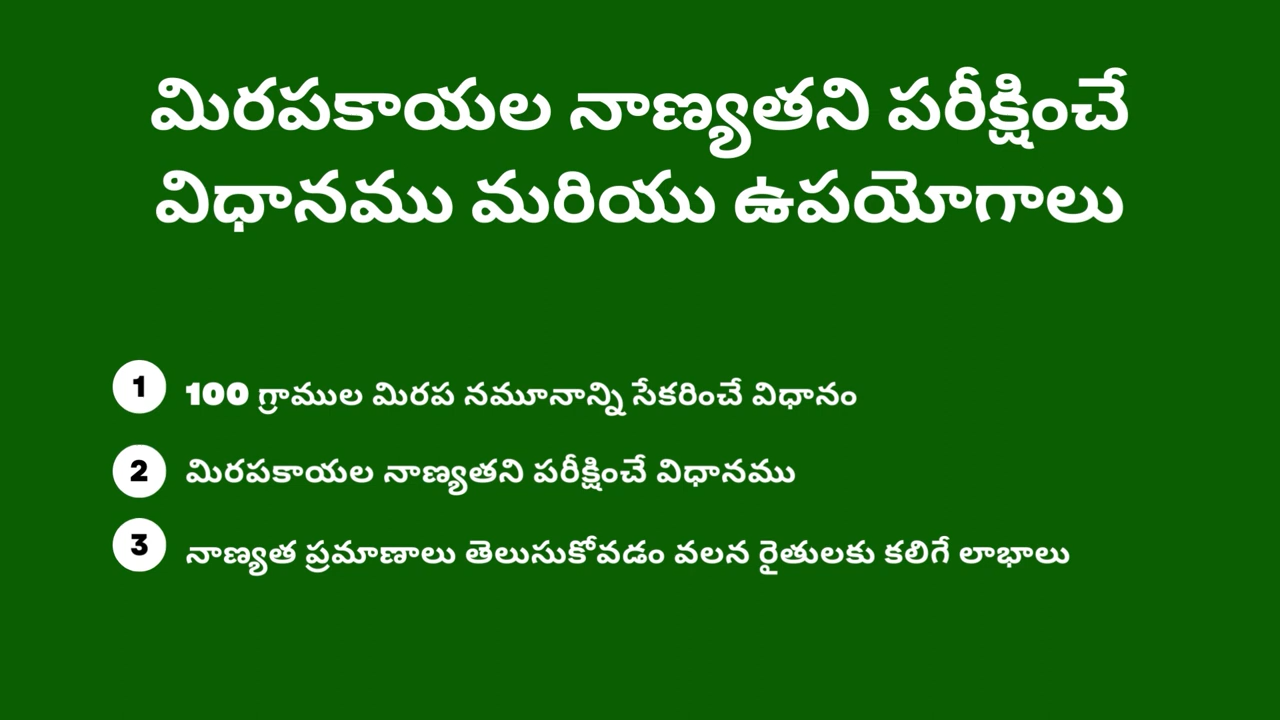 మిరపకాయల నాణ్యతని పరీక్షించే
విధానము మరియు ఉపయోగాలు
1 100 గ్రాముల మిరప నమూనాన్ని సేకరించే విధానం
2 మిరపకాయల నాణ్యతని పరీక్షించే విధానము
3 నాణ్యత ప్రమాణాలు తెలుసుకోవడం వలన రైతులకు కలిగే లాభాలు